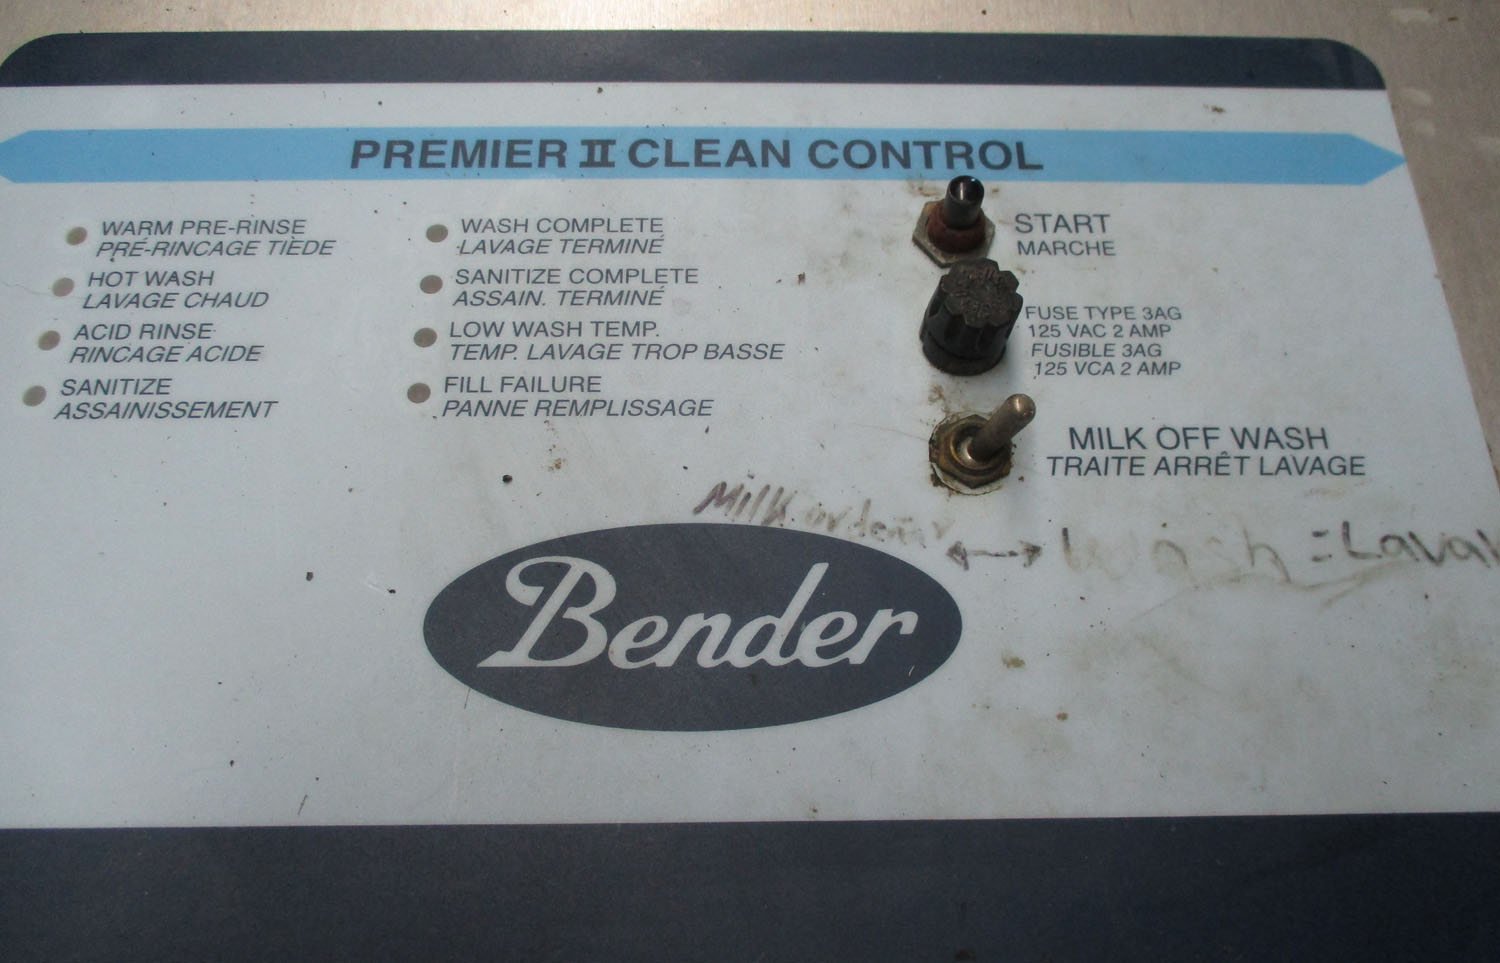 PREMIER II CLEAN CONTROL
WARM PRE-RINSE
PRÉ-RINCAGE TIÈDE
HOT WASH
LAVAGE CHAUD
ACID RINSE
RINCAGE ACIDE
SANITIZE
ASSAINISSEMENT
WASH COMPLETE
LAVAGE TERMINÉ
SANITIZE COMPLETE
ASSAIN. TERMINÉ
LOW WASH TEMP.
TEMP. LAVAGE TROP BASSE
FILL FAILURE
PANNE REMPLISSAGE
START
MARCHE
FUSE TYPE 3AG
125 VAC 2 AMP
FUSIBLE 3AG
125 VCA 2 AMP
MILK OFF WASH
TRAITE ARRÊT LAVAGE
Milk ordeñar ↔ Wash = Lavar
Bender